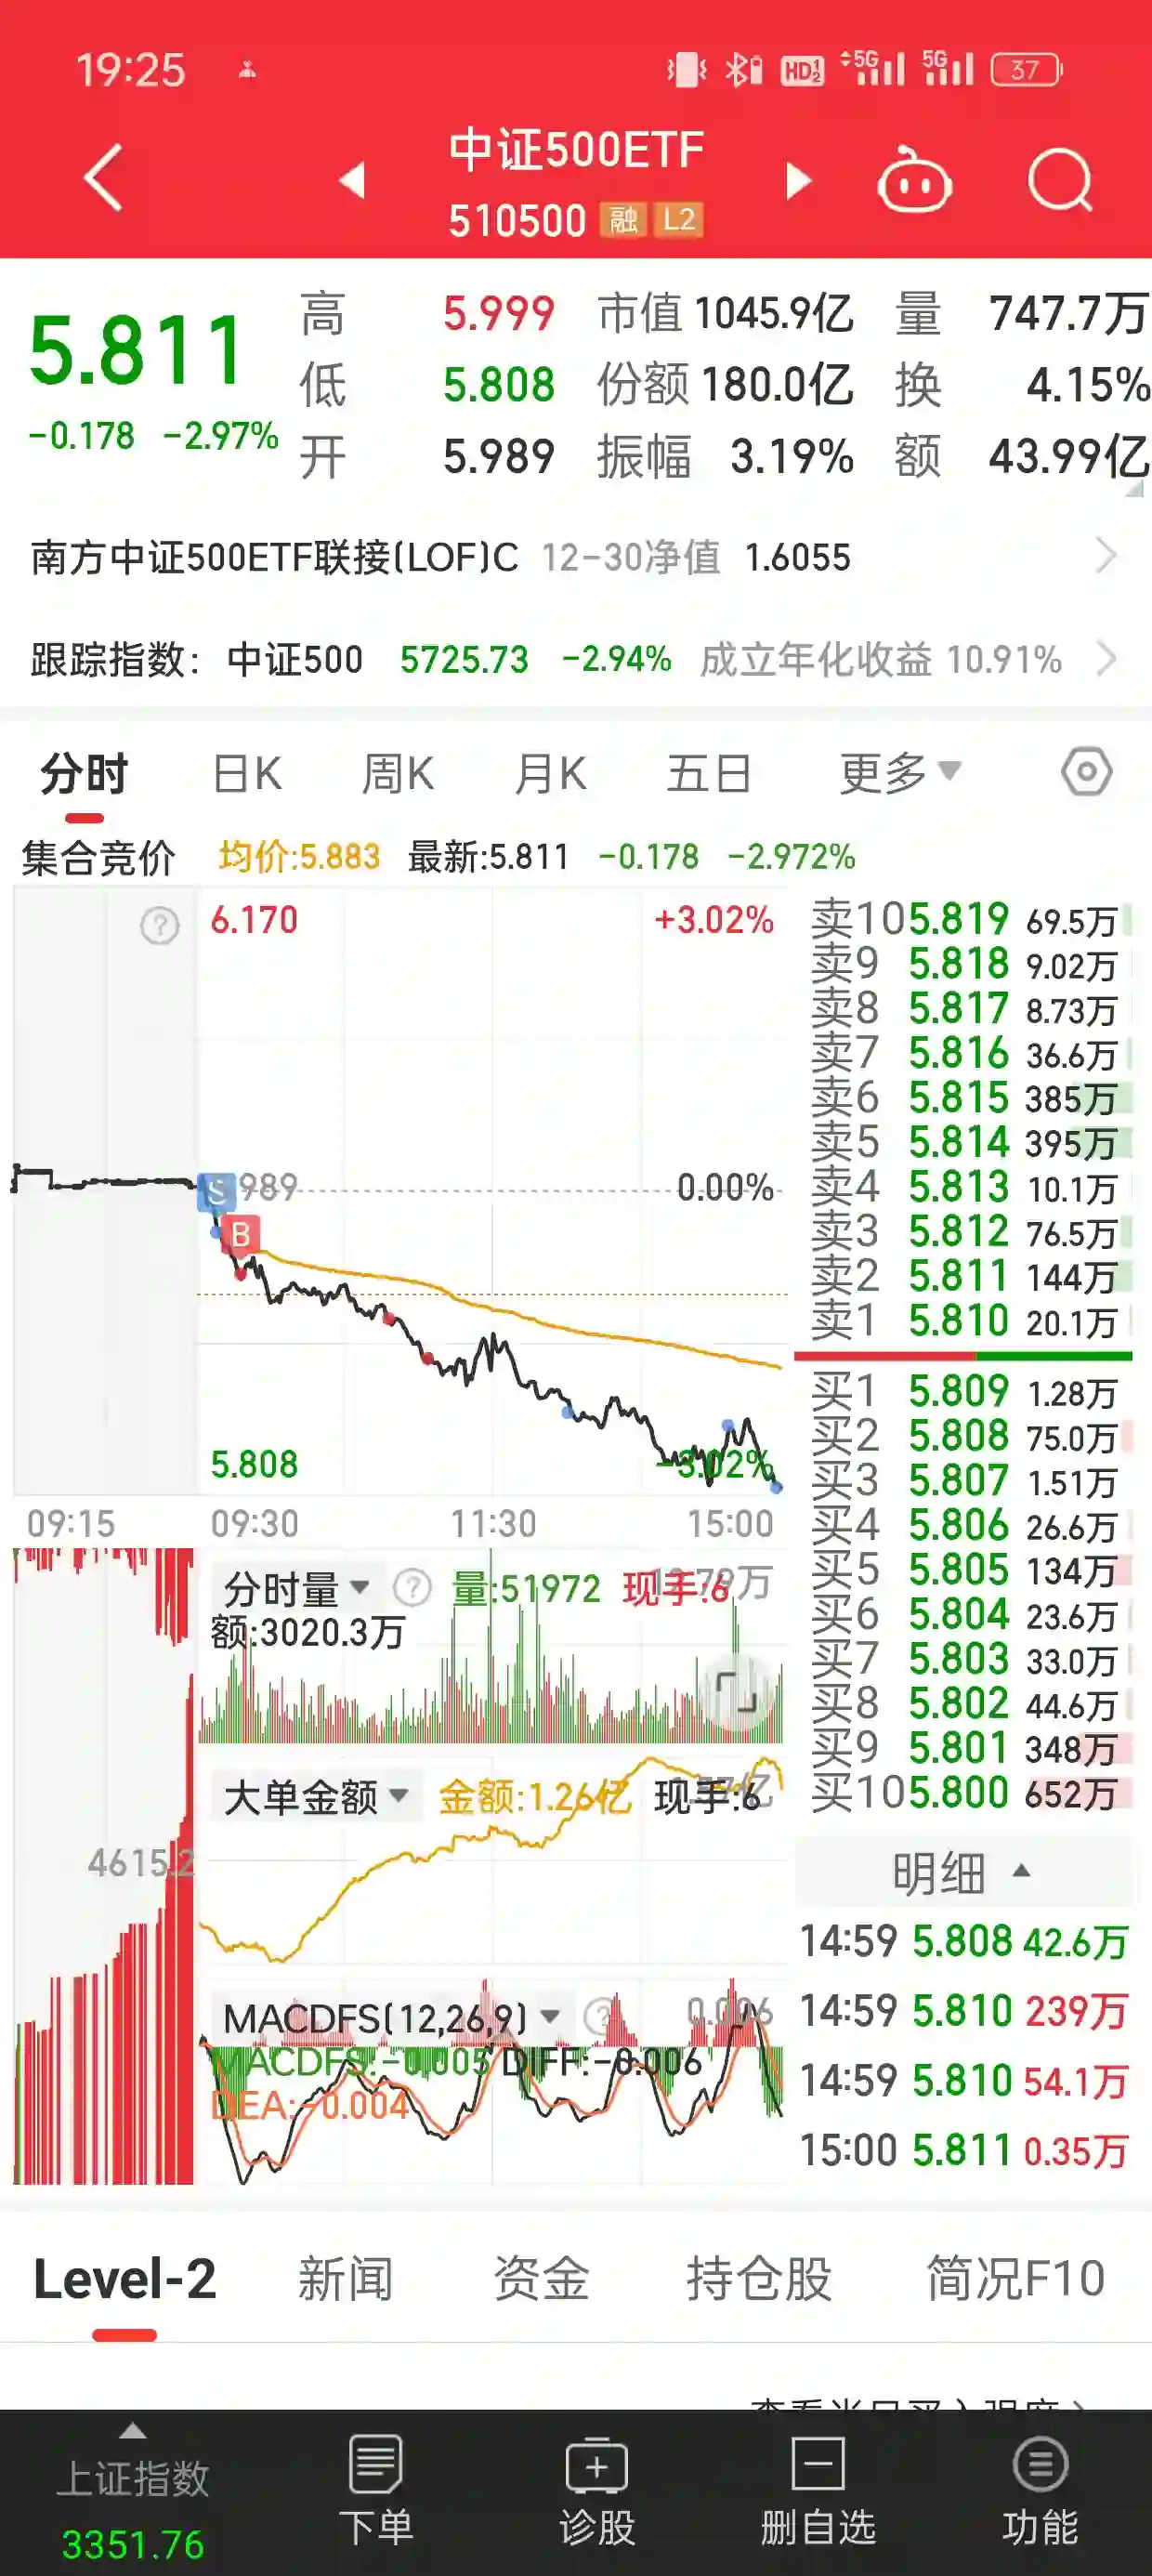 19:25 HD 1 2 5G 5G 37
中证500ETF
510500 融 L2
5.811
-0.178 -2.97%
高 5.999 市值 1045.9亿 量 747.7万
低 5.808 份额 180.0亿 换 4.15%
开 5.989 振幅 3.19% 额 43.99亿
南方中证500ETF联接(LOF)C 12-30净值 1.6055
跟踪指数: 中证500 5725.73 -2.94% 成立年化收益 10.91%
分时 日K 周K 月K 五日 更多
集合竞价 均价:5.883 最新:5.811 -0.178 -2.972%
6.170 +3.02%
S 989 0.00%
B
5.808 -3.02%
09:15 09:30 11:30 15:00
卖10 5.819 69.5万
卖9 5.818 9.02万
卖8 5.817 8.73万
卖7 5.816 36.6万
卖6 5.815 385万
卖5 5.814 395万
卖4 5.813 10.1万
卖3 5.812 76.5万
卖2 5.811 144万
卖1 5.810 20.1万
买1 5.809 1.28万
买2 5.808 75.0万
买3 5.807 1.51万
买4 5.806 26.6万
买5 5.805 134万
买6 5.804 23.6万
买7 5.803 33.0万
买8 5.802 44.6万
买9 5.801 348万
买10 5.800 652万
分时量 量:51972 现手:6
额:3020.3万
大单金额 金额:1.26亿 现手:6
4615.2
MACDFS(12,26,9) 0.006
MACDFS:-0.005 DIFF:-0.006
DEA:-0.004
明细
14:59 5.808 42.6万
14:59 5.810 239万
14:59 5.810 54.1万
15:00 5.811 0.35万
Level-2 新闻 资金 持仓股 简况F10
上证指数
3351.76
下单 诊股 删自选 功能